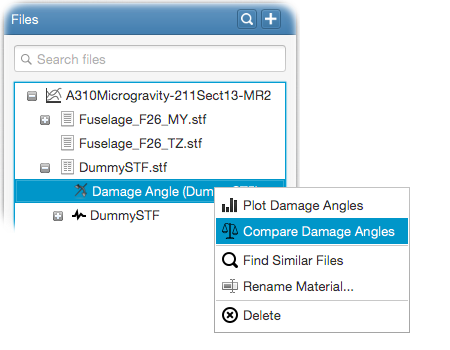 Files
Search files
A310Microgravity-211Sect13-MR2
Fuselage_F26_MY.stf
Fuselage_F26_TZ.stf
DummySTF.stf
Damage Angle (Dum
DummySTF
Plot Damage Angles
Compare Damage Angles
Find Similar Files
Rename Material...
Delete